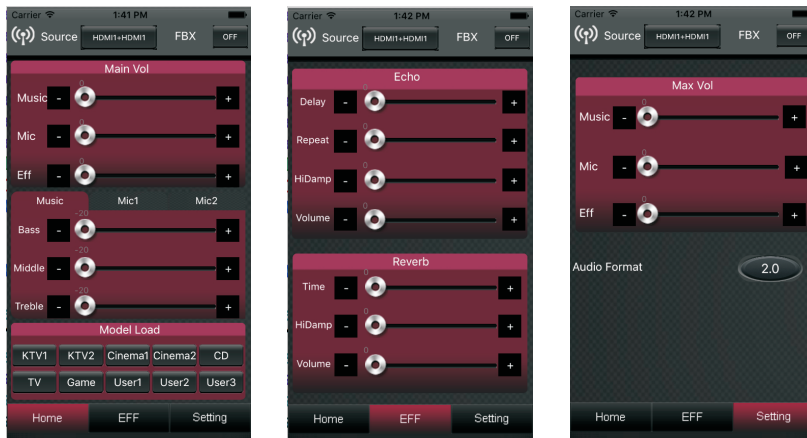 Carrier 1:41 PM
Source HDMI1+HDMI1 FBX OFF
Main Vol
0
Music - +
0
Mic - +
0
Eff - +
Music Mic1 Mic2
-20
Bass - +
-20
Middle - +
-20
Treble - +
Model Load
KTV1 KTV2 Cinema1 Cinema2 CD
TV Game User1 User2 User3
Home EFF Setting
Carrier 1:42 PM
Source HDMI1+HDMI1 FBX OFF
Echo
0
Delay - +
0
Repeat - +
0
HiDamp - +
0
Volume - +
Reverb
0
Time - +
0
HiDamp - +
0
Volume - +
Home EFF Setting
Carrier 1:42 PM
Source HDMI1+HDMI1 FBX OFF
Max Vol
0
Music - +
0
Mic - +
0
Eff - +
Audio Format 2.0
Home EFF Setting